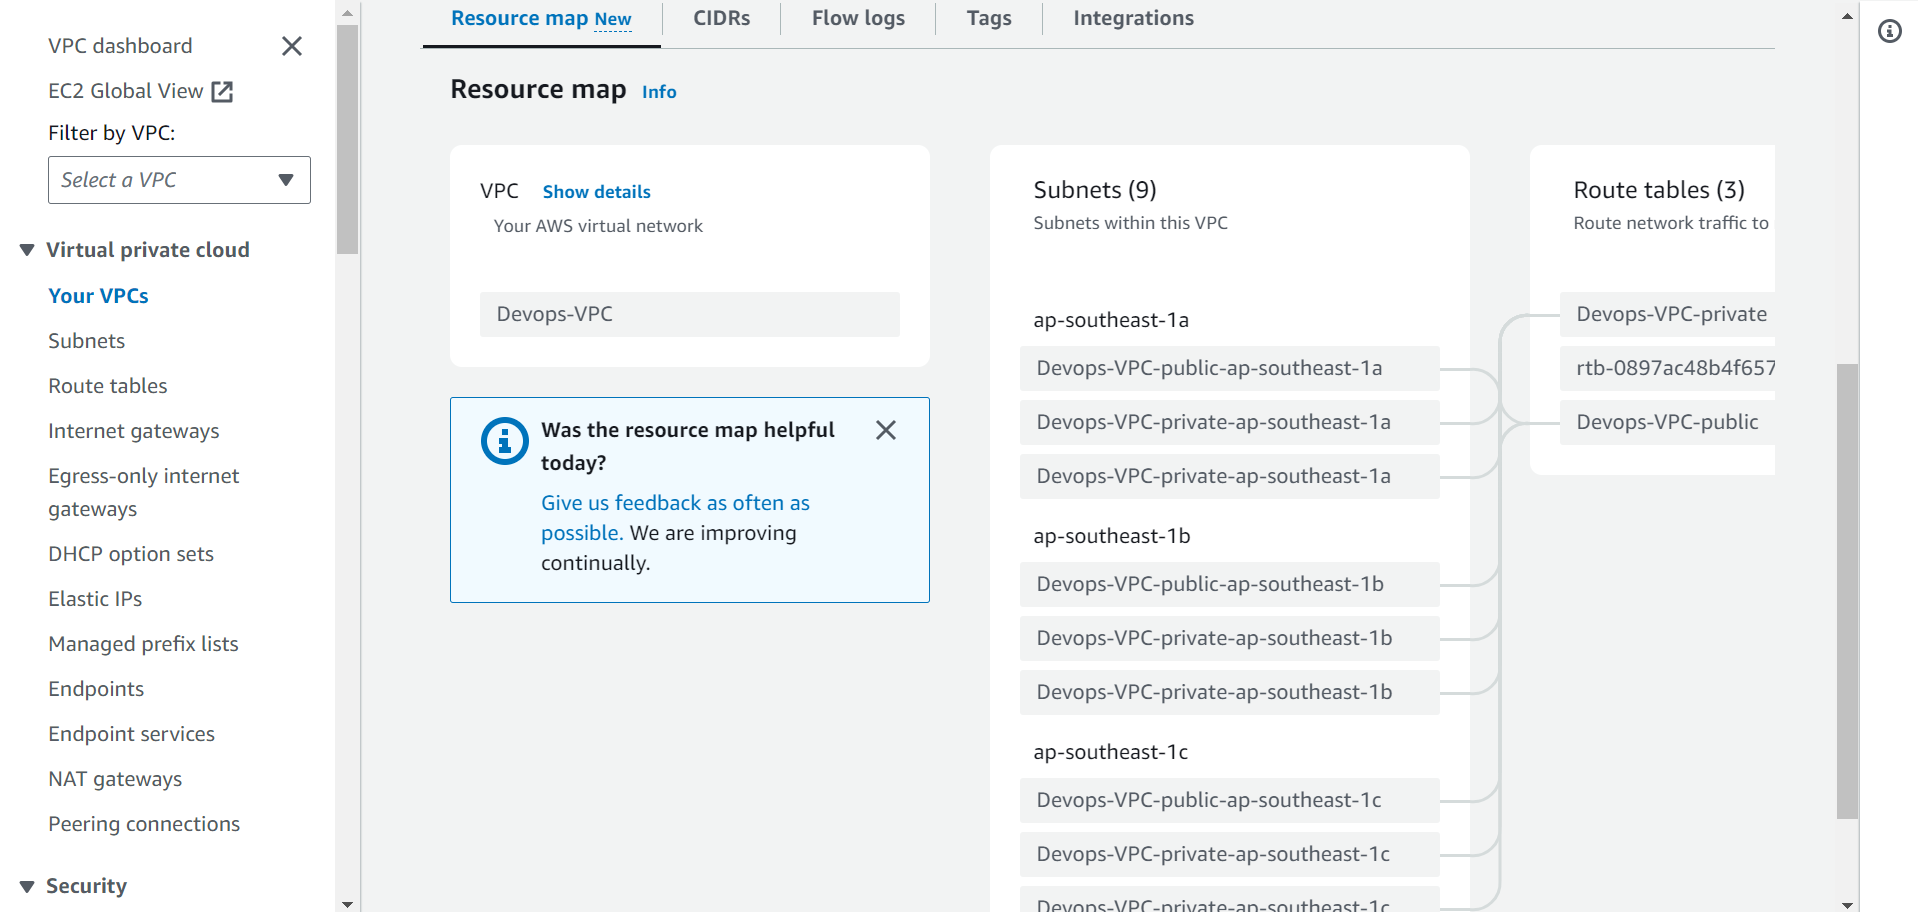 VPC dashboard
EC2 Global View
Filter by VPC:
Select a VPC
Virtual private cloud
Your VPCs
Subnets
Route tables
Internet gateways
Egress-only internet
gateways
DHCP option sets
Elastic IPs
Managed prefix lists
Endpoints
Endpoint services
NAT gateways
Peering connections
Security
Resource map New
CIDRs
Flow logs
Tags
Integrations
Resource map Info
VPC Show details
Your AWS virtual network
Devops-VPC
Was the resource map helpful
today?
Give us feedback as often as
possible. We are improving
continually.
Subnets (9)
Subnets within this VPC
ap-southeast-1a
Devops-VPC-public-ap-southeast-1a
Devops-VPC-private-ap-southeast-1a
Devops-VPC-private-ap-southeast-1a
ap-southeast-1b
Devops-VPC-public-ap-southeast-1b
Devops-VPC-private-ap-southeast-1b
Devops-VPC-private-ap-southeast-1b
ap-southeast-1c
Devops-VPC-public-ap-southeast-1c
Devops-VPC-private-ap-southeast-1c
Devops-VPC-private-ap-southeast-1c
Route tables (3)
Route network traffic to
Devops-VPC-private
rtb-0897ac48b4f657
Devops-VPC-public